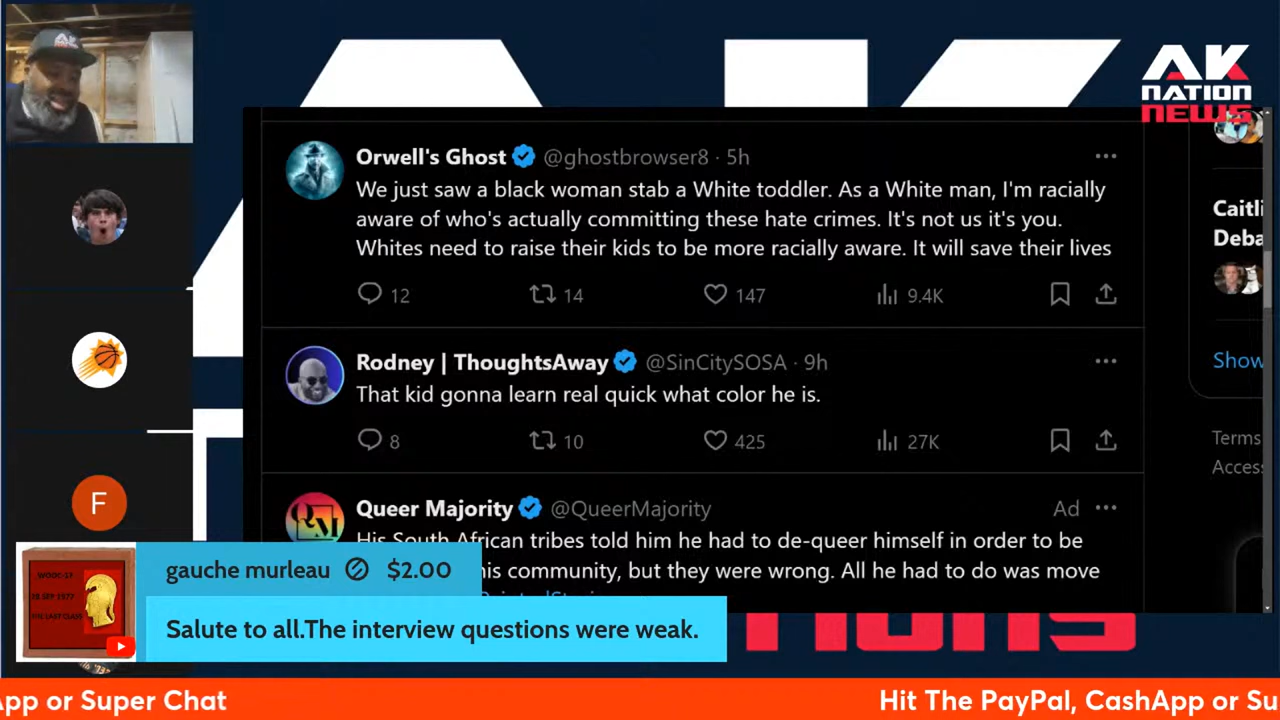 AK
NATION
NEWS
Orwell's Ghost @ghostbrowser8 · 5h
We just saw a black woman stab a White toddler. As a White man, I'm racially
aware of who's actually committing these hate crimes. It's not us it's you.
Whites need to raise their kids to be more racially aware. It will save their lives
12 14 147 9.4K
Caitli
Deba
Rodney | ThoughtsAway @SinCitySOSA · 9h
That kid gonna learn real quick what color he is.
8 10 425 27K
Show
Terms
Access
Queer Majority @QueerMajority Ad
His South African tribes told him he had to de-queer himself in order to be
his community, but they were wrong. All he had to do was move
F
WOOC-17
28 SEP 1977
gauche murleau $2.00
Salute to all.The interview questions were weak.
App or Super Chat
Hit The PayPal, CashApp or Su